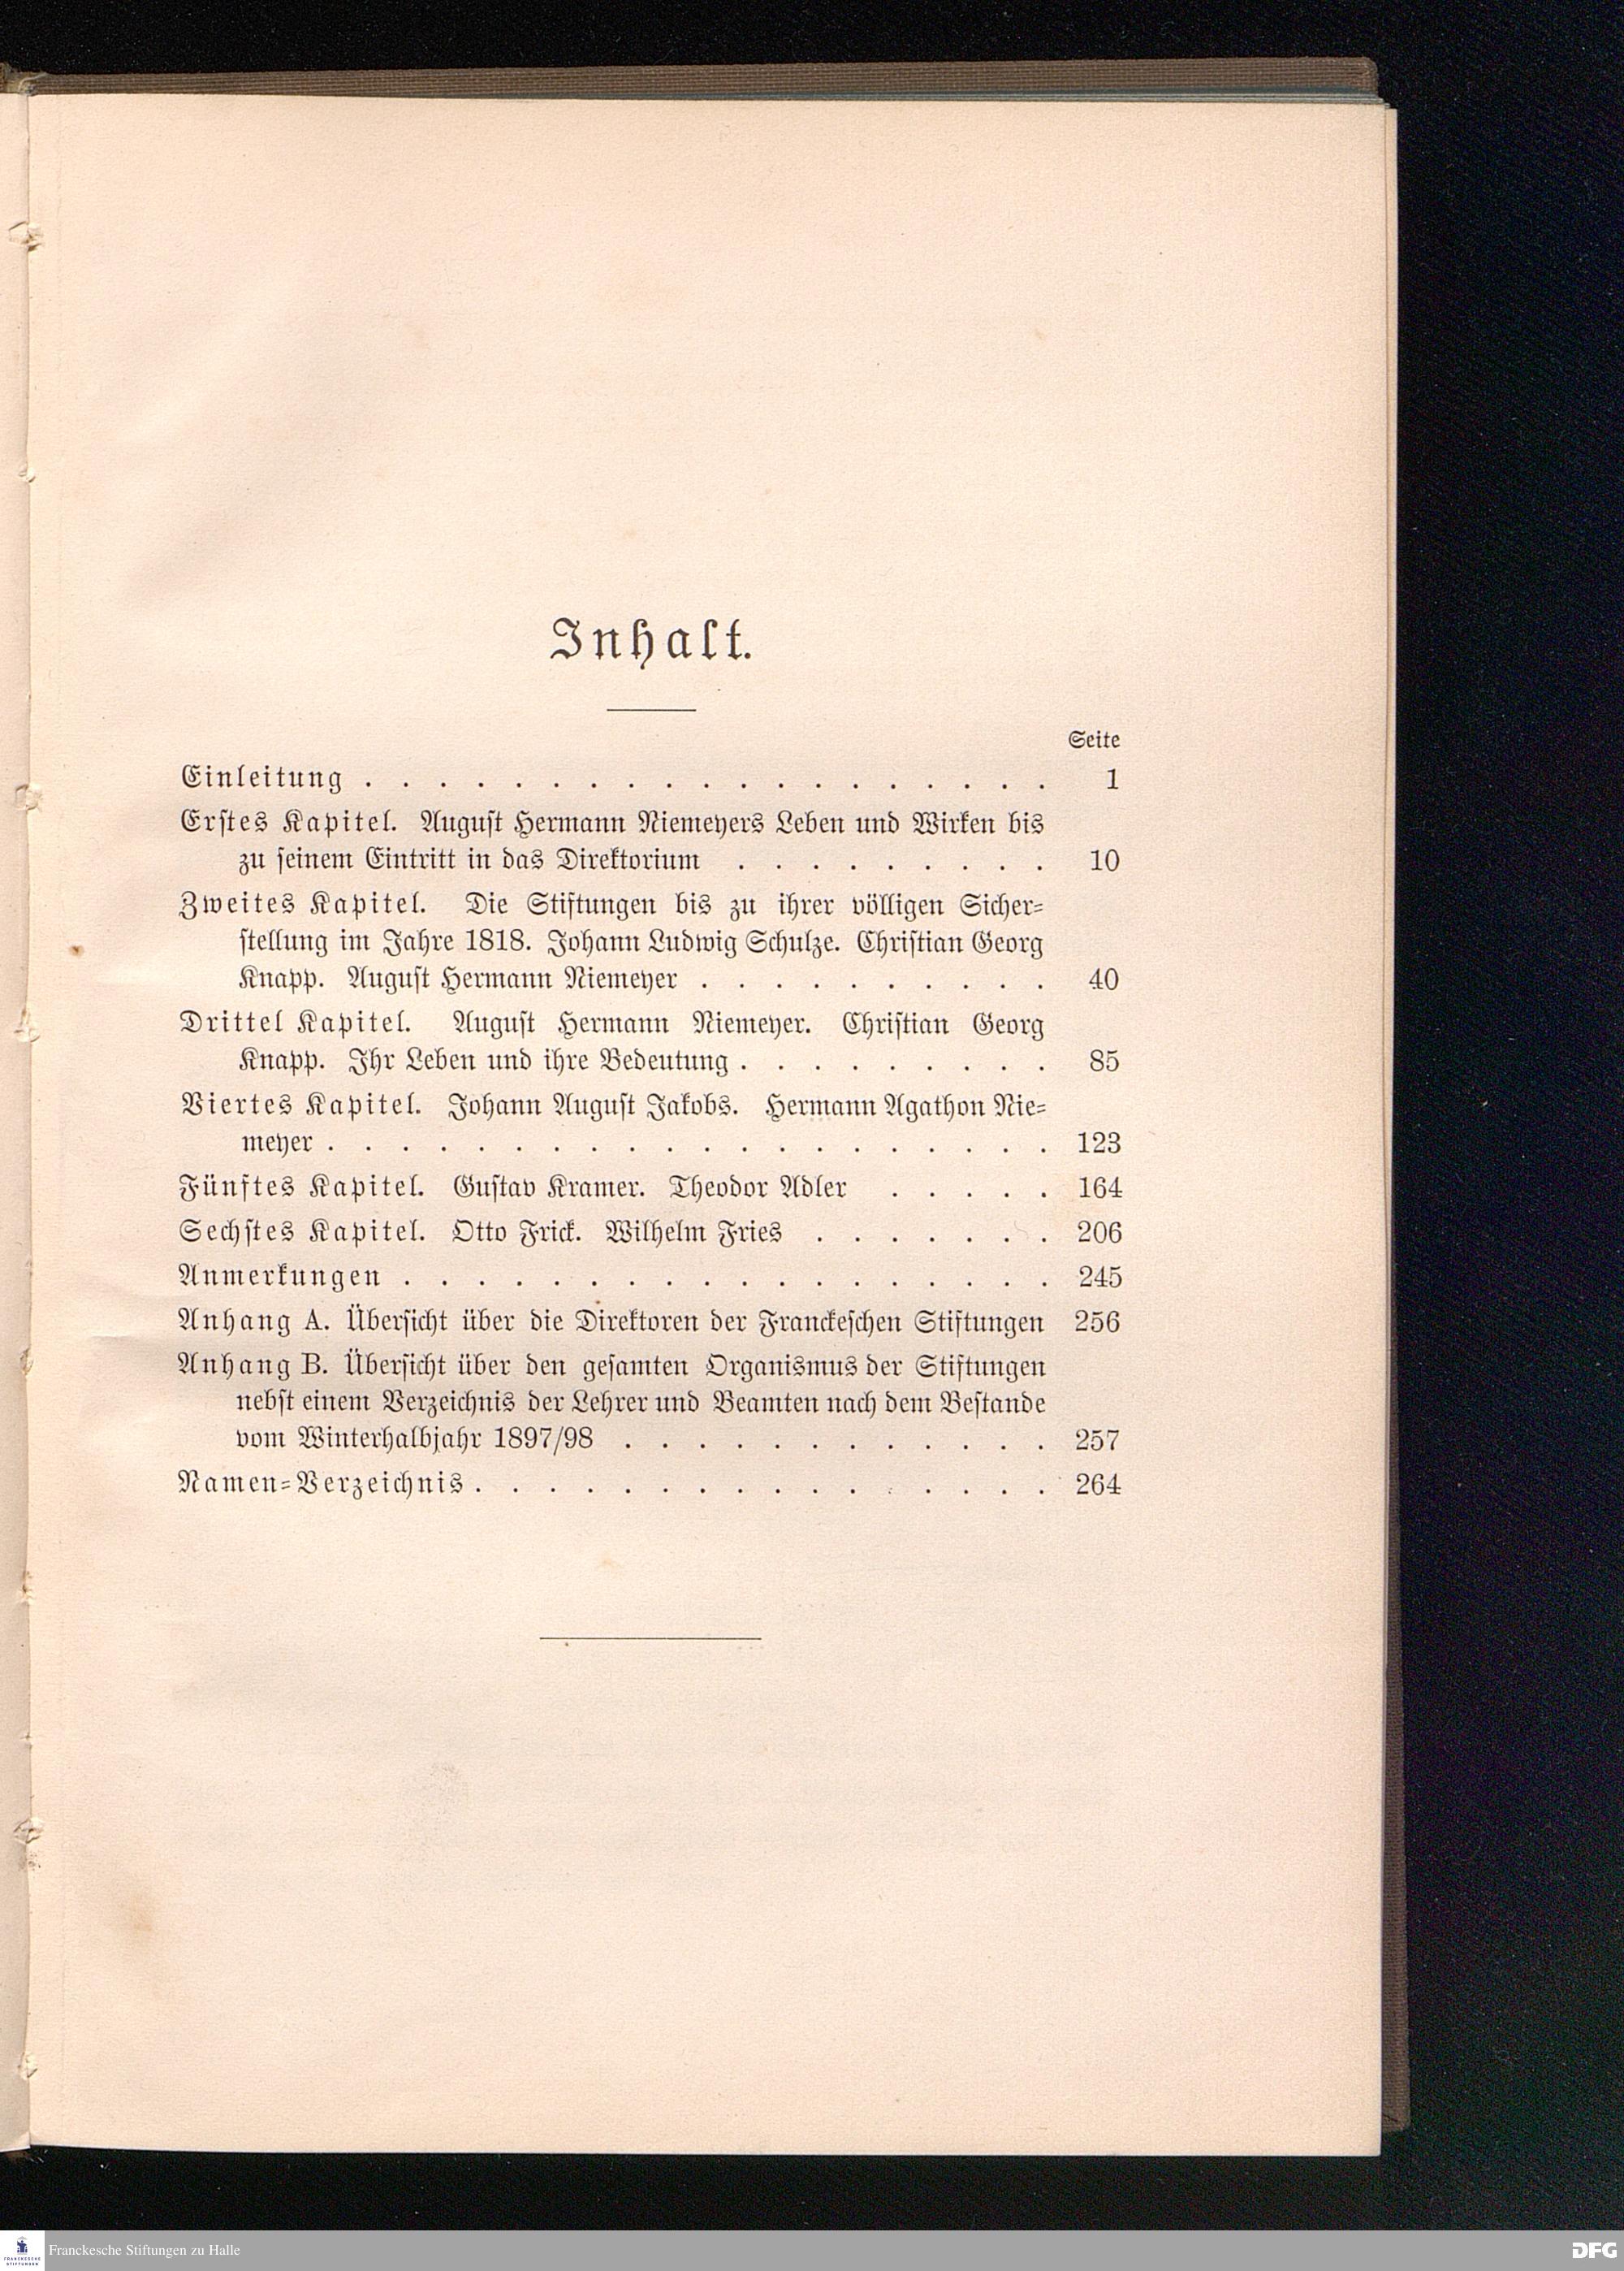 Inhalt.
Seite
Einleitung . . . . . . . . . . . . . . . . . . . 1
Erstes Kapitel. August Hermann Niemeyers Leben und Wirken bis
zu seinem Eintritt in das Direktorium . . . . . . . . . 10
Zweites Kapitel. Die Stiftungen bis zu ihrer völligen Sicher-
stellung im Jahre 1818. Johann Ludwig Schulze. Christian Georg
Knapp. August Hermann Niemeyer . . . . . . . . . . 40
Drittel Kapitel. August Hermann Niemeyer. Christian Georg
Knapp. Ihr Leben und ihre Bedeutung . . . . . . . . . 85
Viertes Kapitel. Johann August Jakobs. Hermann Agathon Nie-
meyer . . . . . . . . . . . . . . . . . . . . 123
Fünftes Kapitel. Gustav Kramer. Theodor Adler . . . . . 164
Sechstes Kapitel. Otto Frick. Wilhelm Fries . . . . . . . 206
Anmerkungen . . . . . . . . . . . . . . . . . . 245
Anhang A. Übersicht über die Direktoren der Franckeschen Stiftungen 256
Anhang B. Übersicht über den gesamten Organismus der Stiftungen
nebst einem Verzeichnis der Lehrer und Beamten nach dem Bestande
vom Winterhalbjahr 1897/98 . . . . . . . . . . . . 257
Namen-Verzeichnis . . . . . . . . . . . . . . . . 264
FRANCKESCHE
STIFTUNGEN
Franckesche Stiftungen zu Halle
DFG